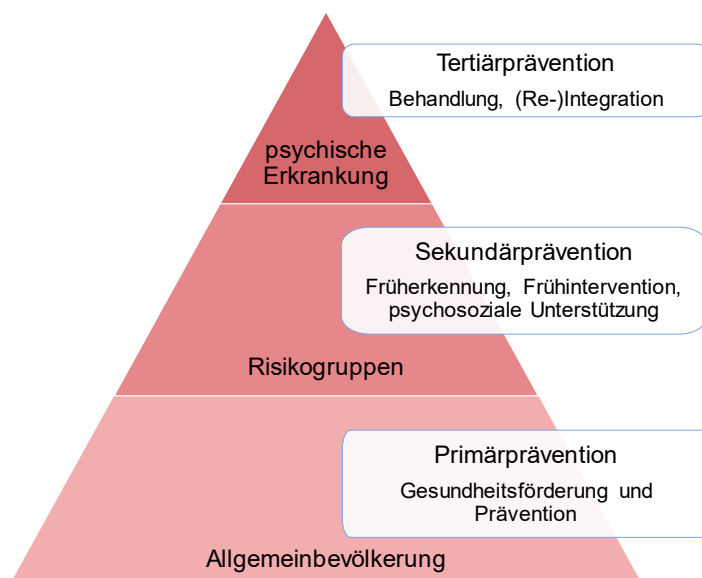 Tertiärprävention
Behandlung, (Re-)Integration
psychische
Erkrankung
Sekundärprävention
Früherkennung, Frühintervention,
psychosoziale Unterstützung
Risikogruppen
Primärprävention
Gesundheitsförderung und
Prävention
Allgemeinbevölkerung